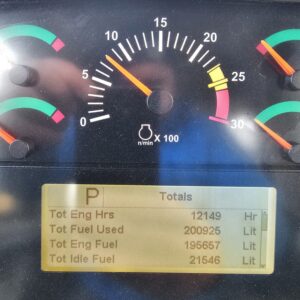 15
10 20
5 25
0 30
n/min X 100
P Totals
Tot Eng Hrs 12149 Hr
Tot Fuel Used 200925 Lit
Tot Eng Fuel 195657 Lit
Tot Idle Fuel 21546 Lit